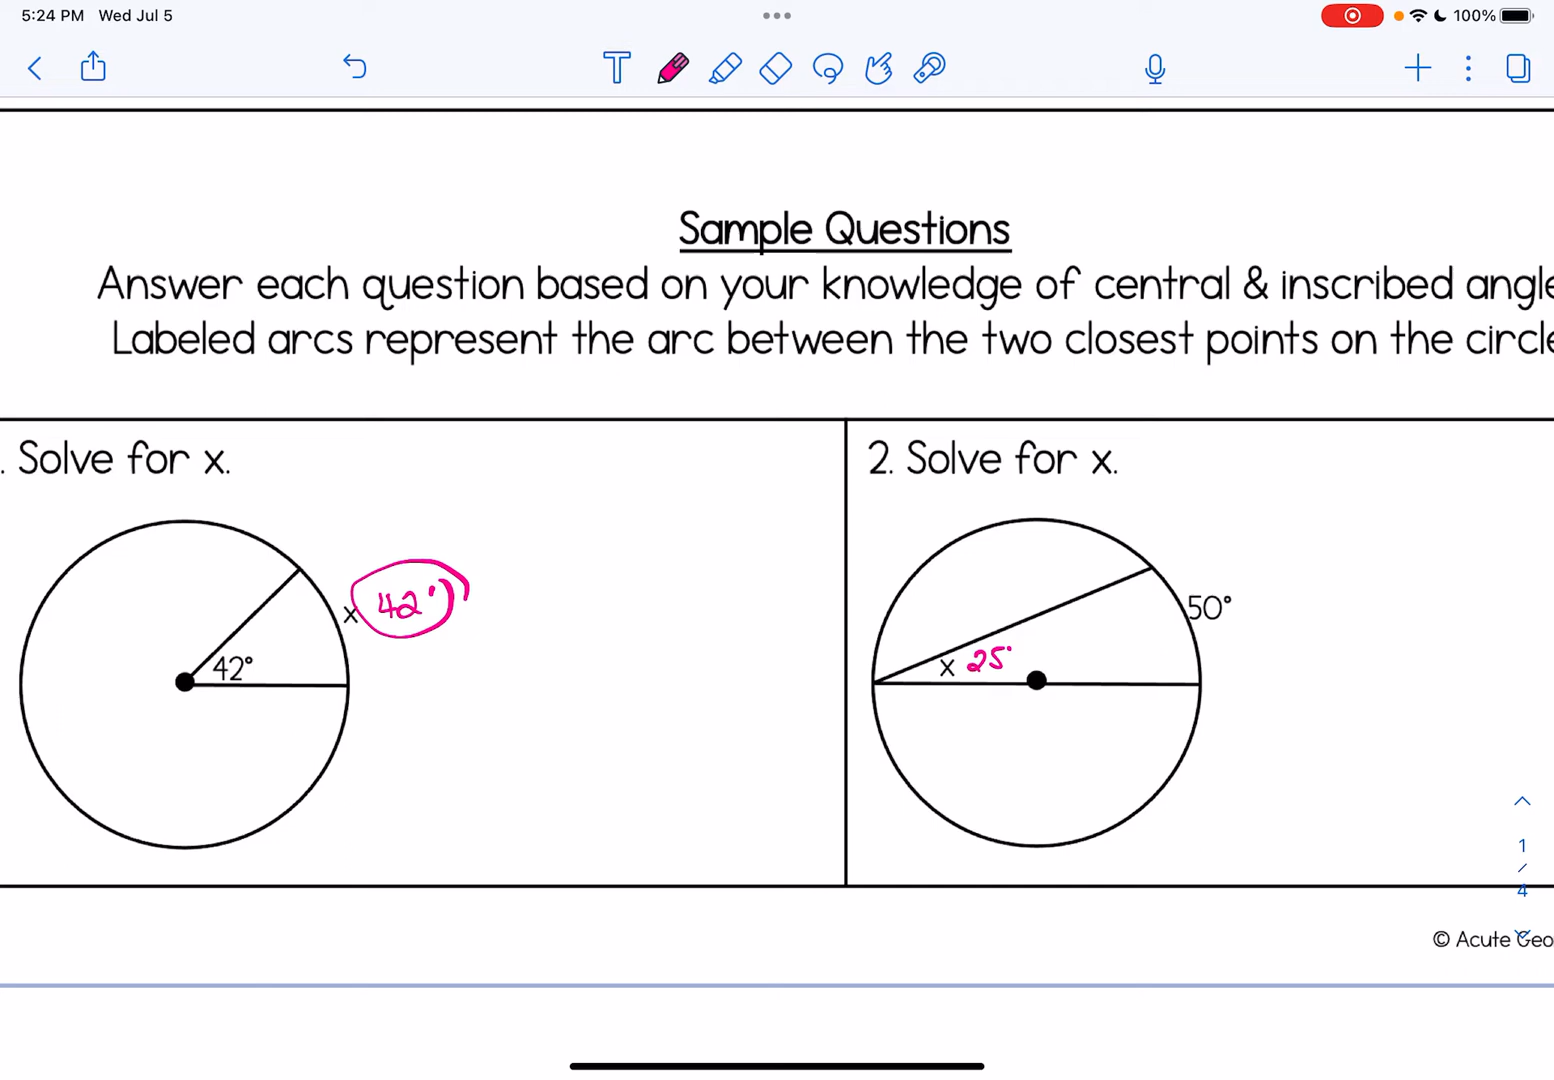 5:24 PM Wed Jul 5
100%
Sample Questions
Answer each question based on your knowledge of central & inscribed angle
Labeled arcs represent the arc between the two closest points on the circle
. Solve for x.
2. Solve for x.
x 42°
50°
42°
x 25°
1
/
4
© Acute Geo